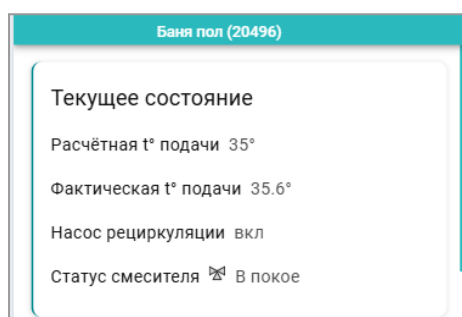 Баня пол (20496)
Текущее состояние
Расчётная t° подачи 35°
Фактическая t° подачи 35.6°
Насос рециркуляции вкл
Статус смесителя В покое